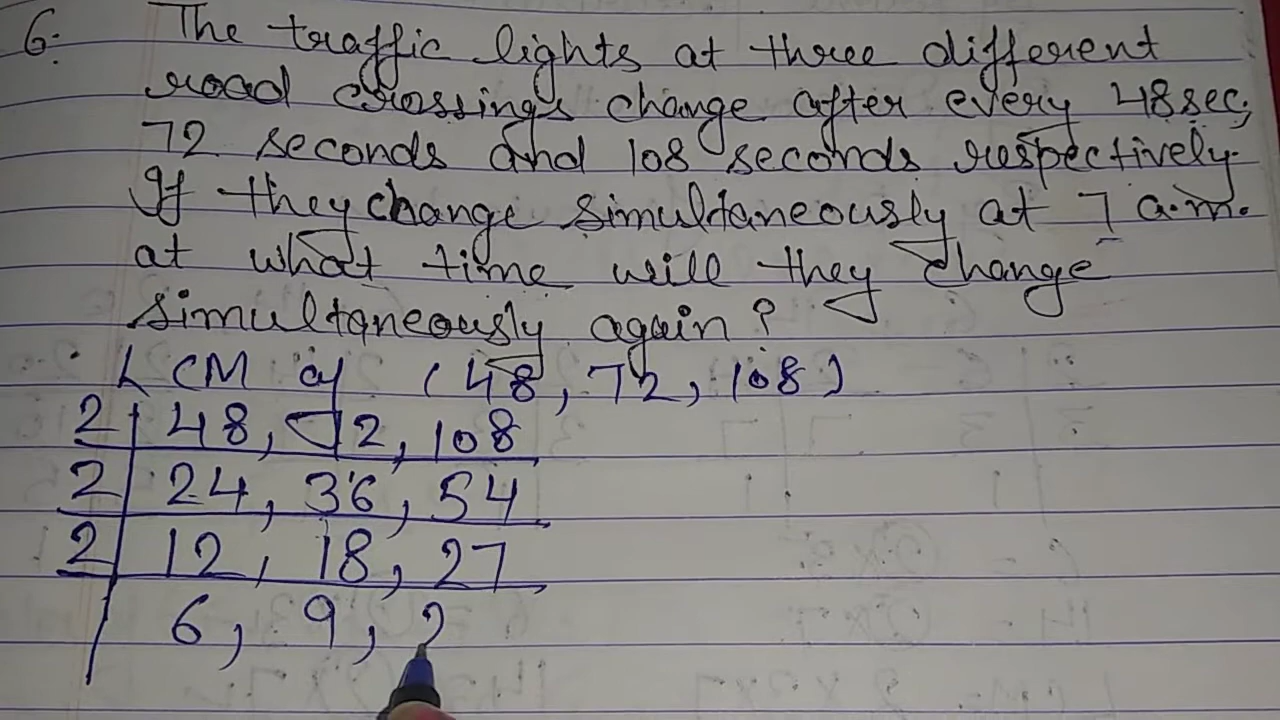 6. The traffic lights at three different
road crossings change after every 48 sec,
72 seconds and 108 seconds respectively.
If they change simultaneously at 7 a.m.
at what time will they change
simultaneously again?
LCM of (48, 72, 108)
2 48, 72, 108
2 24, 36, 54
2 12, 18, 27
6, 9, 2